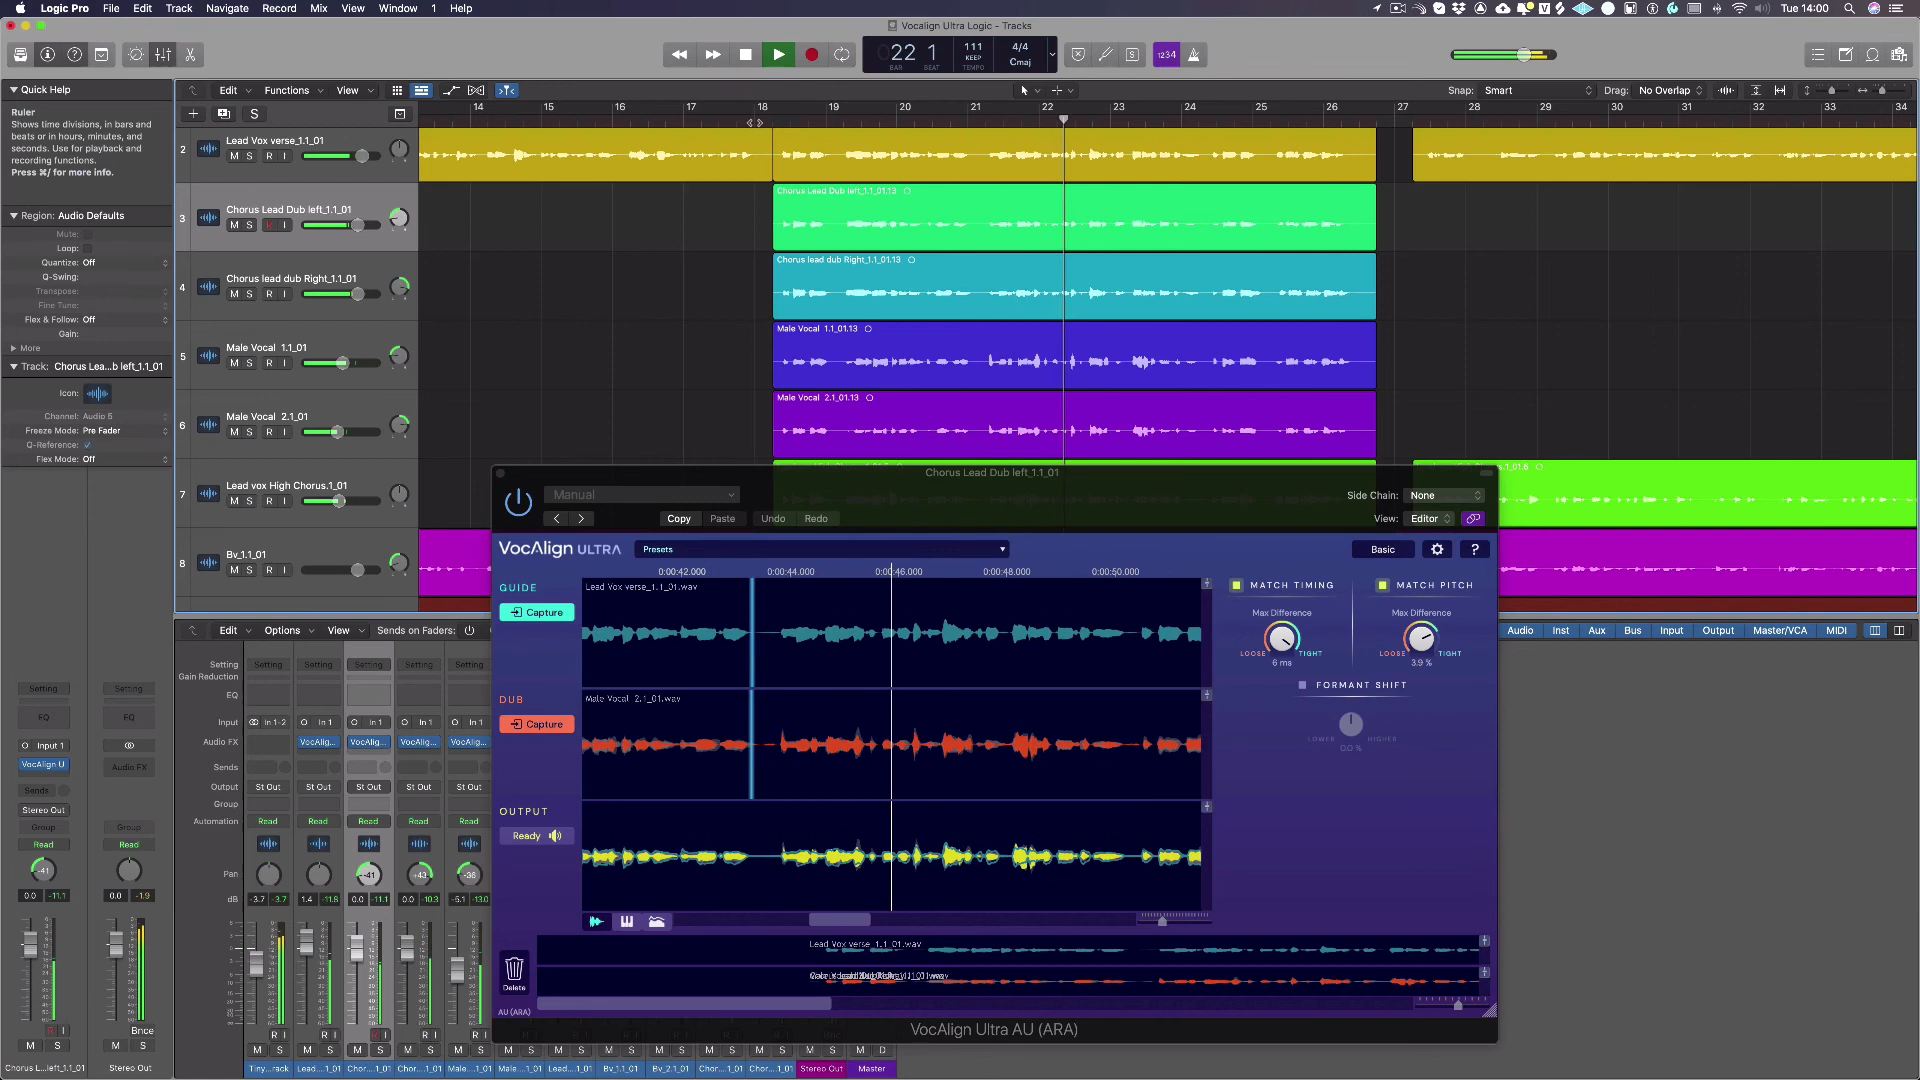 Logic Pro File Edit Track Navigate Record Mix View Window 1 Help
Tue 14:00
Vocalign Ultra Logic - Tracks
22 1
BAR BEAT
111
KEEP
TEMPO
4/4
Cmaj
1234
Quick Help
Ruler
Shows time divisions, in bars and
beats or in hours, minutes, and
seconds. Use for playback and
recording functions.
Press ⌘/ for more info.
Region: Audio Defaults
Mute:
Loop:
Quantize: Off
Q-Swing:
Transpose:
Fine Tune:
Flex & Follow: Off
Gain:
More
Track: Chorus Lea...b left_1.1_01
Icon:
Channel: Audio 5
Freeze Mode: Pre Fader
Q-Reference:
Flex Mode: Off
Edit Functions View
Snap: Smart
Drag: No Overlap
14 15 16 17 18 19 20 21 22 23 24 25 26 27 28 29 30 31 32 33 34
2 Lead Vox verse_1.1_01
M S R I
3 Chorus Lead Dub left_1.1_01
M S R I
Chorus Lead Dub left_1.1_01.13
4 Chorus lead dub Right_1.1_01
M S R I
Chorus lead dub Right_1.1_01.13
5 Male Vocal 1.1_01
M S R I
Male Vocal 1.1_01.13
6 Male Vocal 2.1_01
M S R I
Male Vocal 2.1_01.13
7 Lead vox High Chorus.1_01
M S R I
8 Bv_1.1_01
M S R I
Chorus Lead Dub left_1.1_01
Manual
Side Chain: None
Copy Paste Undo Redo
View: Editor
VocAlign ULTRA
Presets
Basic
?
0:00:42.000 0:00:44.000 0:00:46.000 0:00:48.000 0:00:50.000
GUIDE
Capture
Lead Vox verse_1.1_01.wav
DUB
Capture
Male Vocal 2.1_01.wav
OUTPUT
Ready
MATCH TIMING
Max Difference
LOOSE TIGHT
6 ms
MATCH PITCH
Max Difference
LOOSE TIGHT
3.9 %
FORMANT SHIFT
LOWER HIGHER
0.0 %
Lead Vox verse_1.1_01.wav
Delete
AU (ARA)
VocAlign Ultra AU (ARA)
Edit Options View Sends on Faders:
Audio Inst Aux Bus Input Output Master/VCA MIDI
Setting Setting Setting Setting Setting Setting
Gain Reduction
EQ
Input In 1-2 In 1 In 1 In 1 In 1
Audio FX VocAlig... VocAlig... VocAlig... VocAlig...
Sends
Output St Out St Out St Out St Out St Out
Group
Automation Read Read Read Read Read
Pan -41 +43 -36
dB -3.7 -3.7 1.4 -11.8 0.0 -11.1 0.0 -10.3 -5.1 -13.0
Setting Setting
EQ EQ
Input 1
VocAlign U Audio FX
Sends
Stereo Out
Group Group
Read Read
-41
0.0 -11.1 0.0 -1.9
R I Bnce
M S M S
Chorus L...left_1.1_01 Stereo Out
R I R I R I R I
M S M S M S M S M S M S M S M S M S M S M S M S M D
Tiny...rack Lead....1_01 Chor...1_01 Chor...1_01 Male...1_01 Male...1_01 Lead...1_01 Bv_1.1_01 Bv_2.1_01 Chor...1_01 Chor...1_01 Stereo Out Master